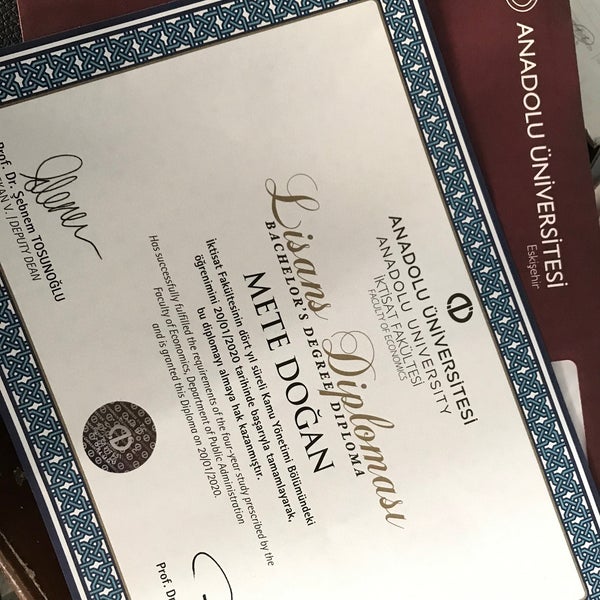 ANADOLU ÜNİVERSİTESİ
Eskişehir
ANADOLU ÜNİVERSİTESİ
ANADOLU UNIVERSITY
İKTİSAT FAKÜLTESİ
FACULTY OF ECONOMICS
Lisans Diploması
BACHELOR'S DEGREE DIPLOMA
METE DOĞAN
İktisat Fakültesinin dört yıl süreli Kamu Yönetimi Bölümündeki
öğrenimini 20/01/2020 tarihinde başarıyla tamamlayarak,
bu diplomayı almaya hak kazanmıştır.
Has successfully fulfilled the requirements of the four-year study prescribed by the
Faculty of Economics, Department of Public Administration
and is granted this Diploma on 20/01/2020.
Prof. Dr. Şebnem TOSUNOĞLU
DEKAN V. / DEPUTY DEAN
Prof. Dr